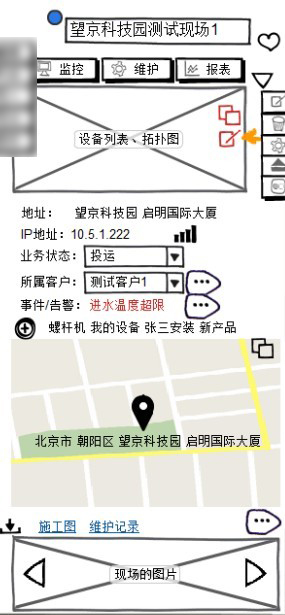 望京科技园测试现场1
监控 维护 报表
设备列表、拓扑图
地址: 望京科技园 启明国际大厦
IP地址: 10.5.1.222
业务状态: 投运
所属客户: 测试客户1
事件/告警: 进水温度超限
螺杆机 我的设备 张三安装 新产品
北京市 朝阳区 望京科技园 启明国际大厦
施工图 维护记录
现场的图片